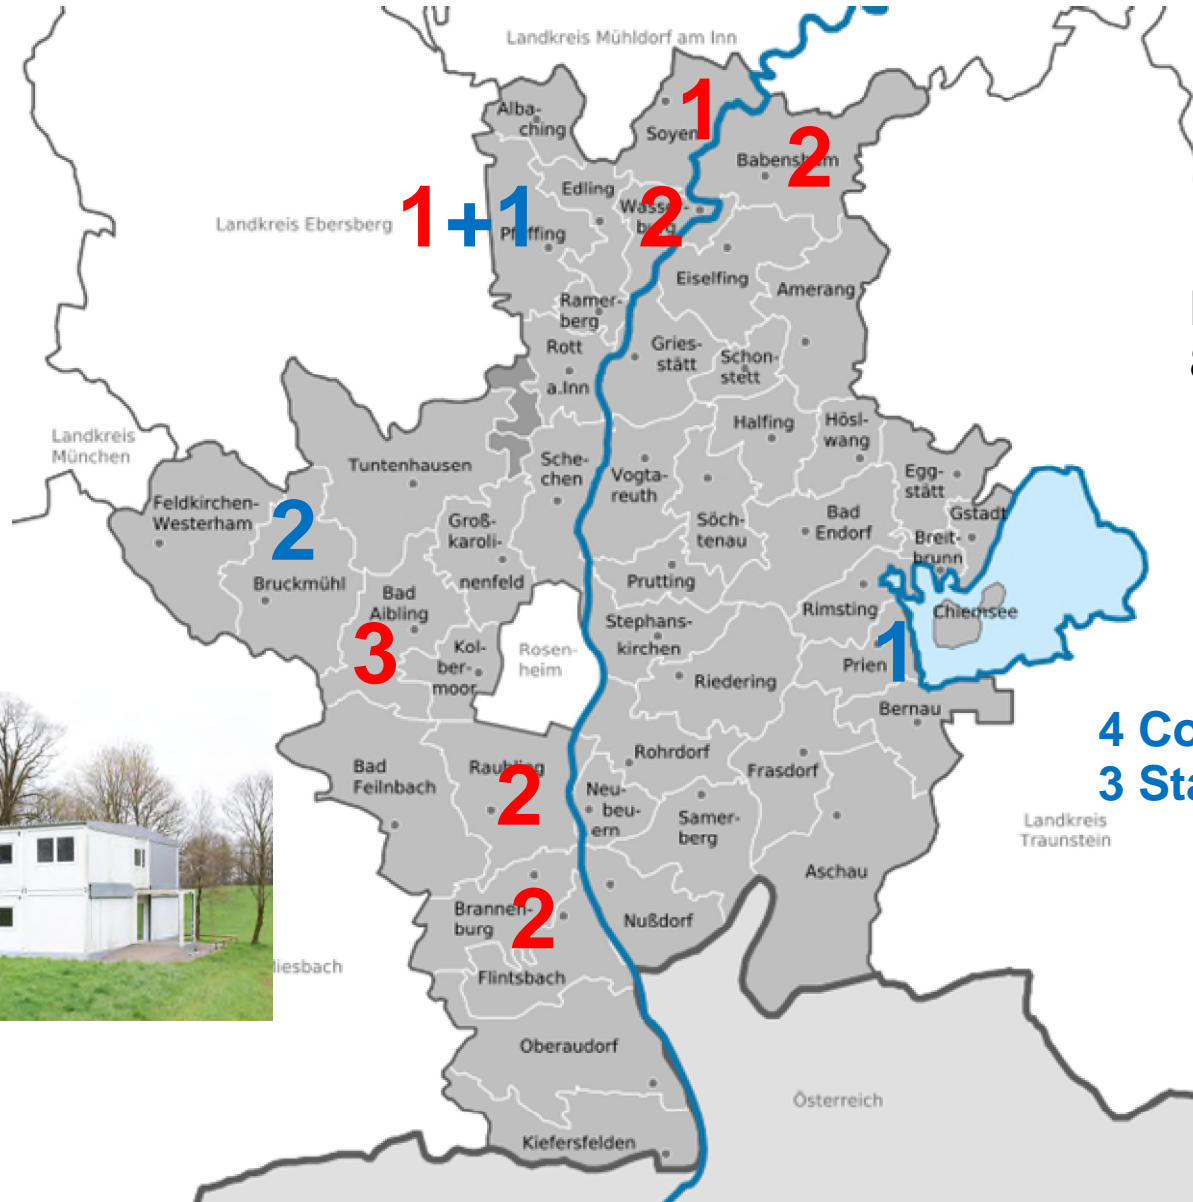 Landkreis Mühldorf am Inn
Alba-
ching
1
Soyen
2
Babensham
Edling
2
Wasser-
burg
Landkreis Ebersberg
1+1
Pfaffing
Eiselfing
Amerang
Ramer-
berg
Rott
a.Inn
Gries-
stätt
Schon-
stett
Halfing
Hösl-
wang
Landkreis
München
Tuntenhausen
Sche-
chen
Vogta-
reuth
Egg-
stätt
Feldkirchen-
Westerham
2
Groß-
karoli-
nenfeld
Söch-
tenau
Bad
Endorf
Gstadt
Breit-
brunn
Bruckmühl
Bad
Aibling
Prutting
Rimsting
Chiemsee
3
Kol-
ber-
moor
Rosen-
heim
Stephans-
kirchen
Riedering
1
Prien
Bernau
4 Co
3 Sta
Bad
Feilnbach
Raubling
2
Rohrdorf
Frasdorf
Neu-
beu-
ern
Samer-
berg
Landkreis
Traunstein
Aschau
Brannen-
burg
2
Nußdorf
Flintsbach
iesbach
Oberaudorf
Österreich
Kiefersfelden